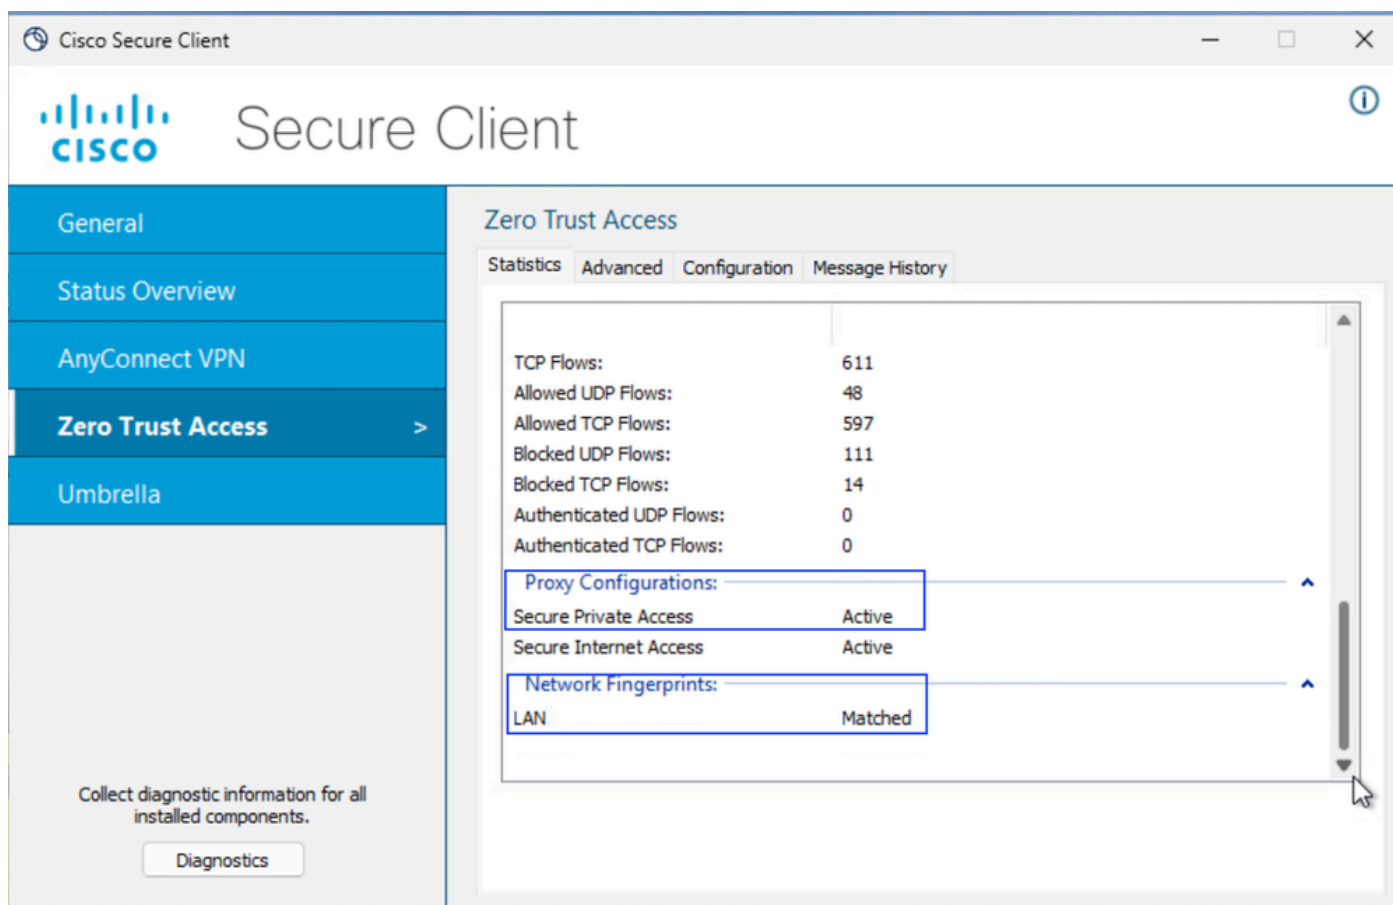 Cisco Secure Client
CISCO
Secure Client
General
Status Overview
AnyConnect VPN
Zero Trust Access >
Umbrella
Collect diagnostic information for all
installed components.
Diagnostics
Zero Trust Access
Statistics Advanced Configuration Message History
TCP Flows: 611
Allowed UDP Flows: 48
Allowed TCP Flows: 597
Blocked UDP Flows: 111
Blocked TCP Flows: 14
Authenticated UDP Flows: 0
Authenticated TCP Flows: 0
Proxy Configurations:
Secure Private Access Active
Secure Internet Access Active
Network Fingerprints:
LAN Matched